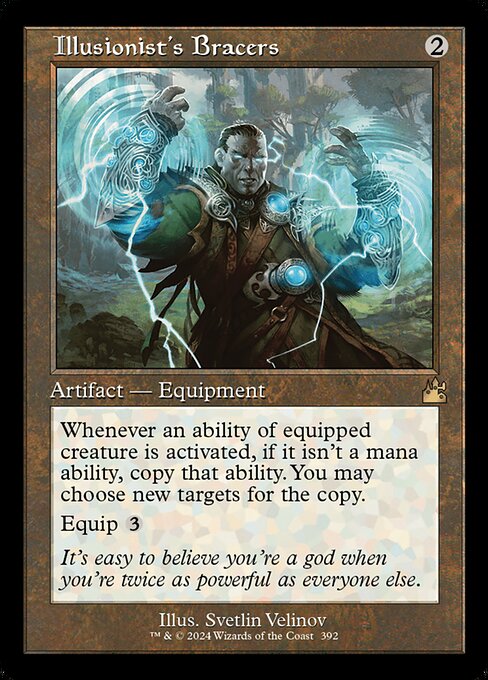 Illusionist's Bracers 2
Artifact — Equipment
Whenever an ability of equipped
creature is activated, if it isn't a mana
ability, copy that ability. You may
choose new targets for the copy.
Equip 3
It's easy to believe you're a god when
you're twice as powerful as everyone else.
Illus. Svetlin Velinov
™ & © 2024 Wizards of the Coast 392